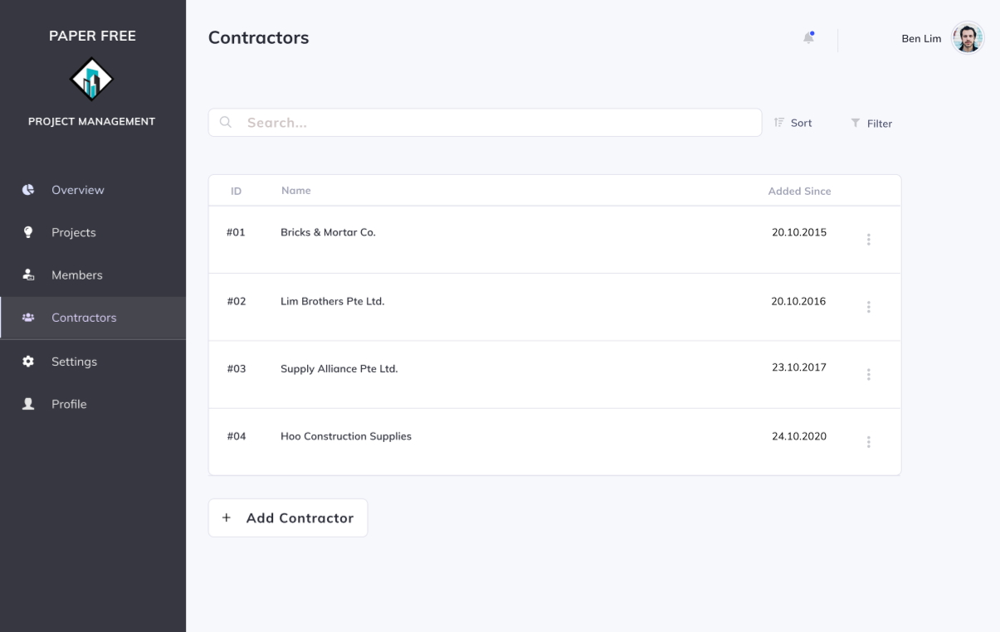 PAPER FREE
PROJECT MANAGEMENT
Overview
Projects
Members
Contractors
Settings
Profile
Contractors
Ben Lim
Search...
Sort
Filter
ID Name Added Since
#01 Bricks & Mortar Co. 20.10.2015
#02 Lim Brothers Pte Ltd. 20.10.2016
#03 Supply Alliance Pte Ltd. 23.10.2017
#04 Hoo Construction Supplies 24.10.2020
+ Add Contractor